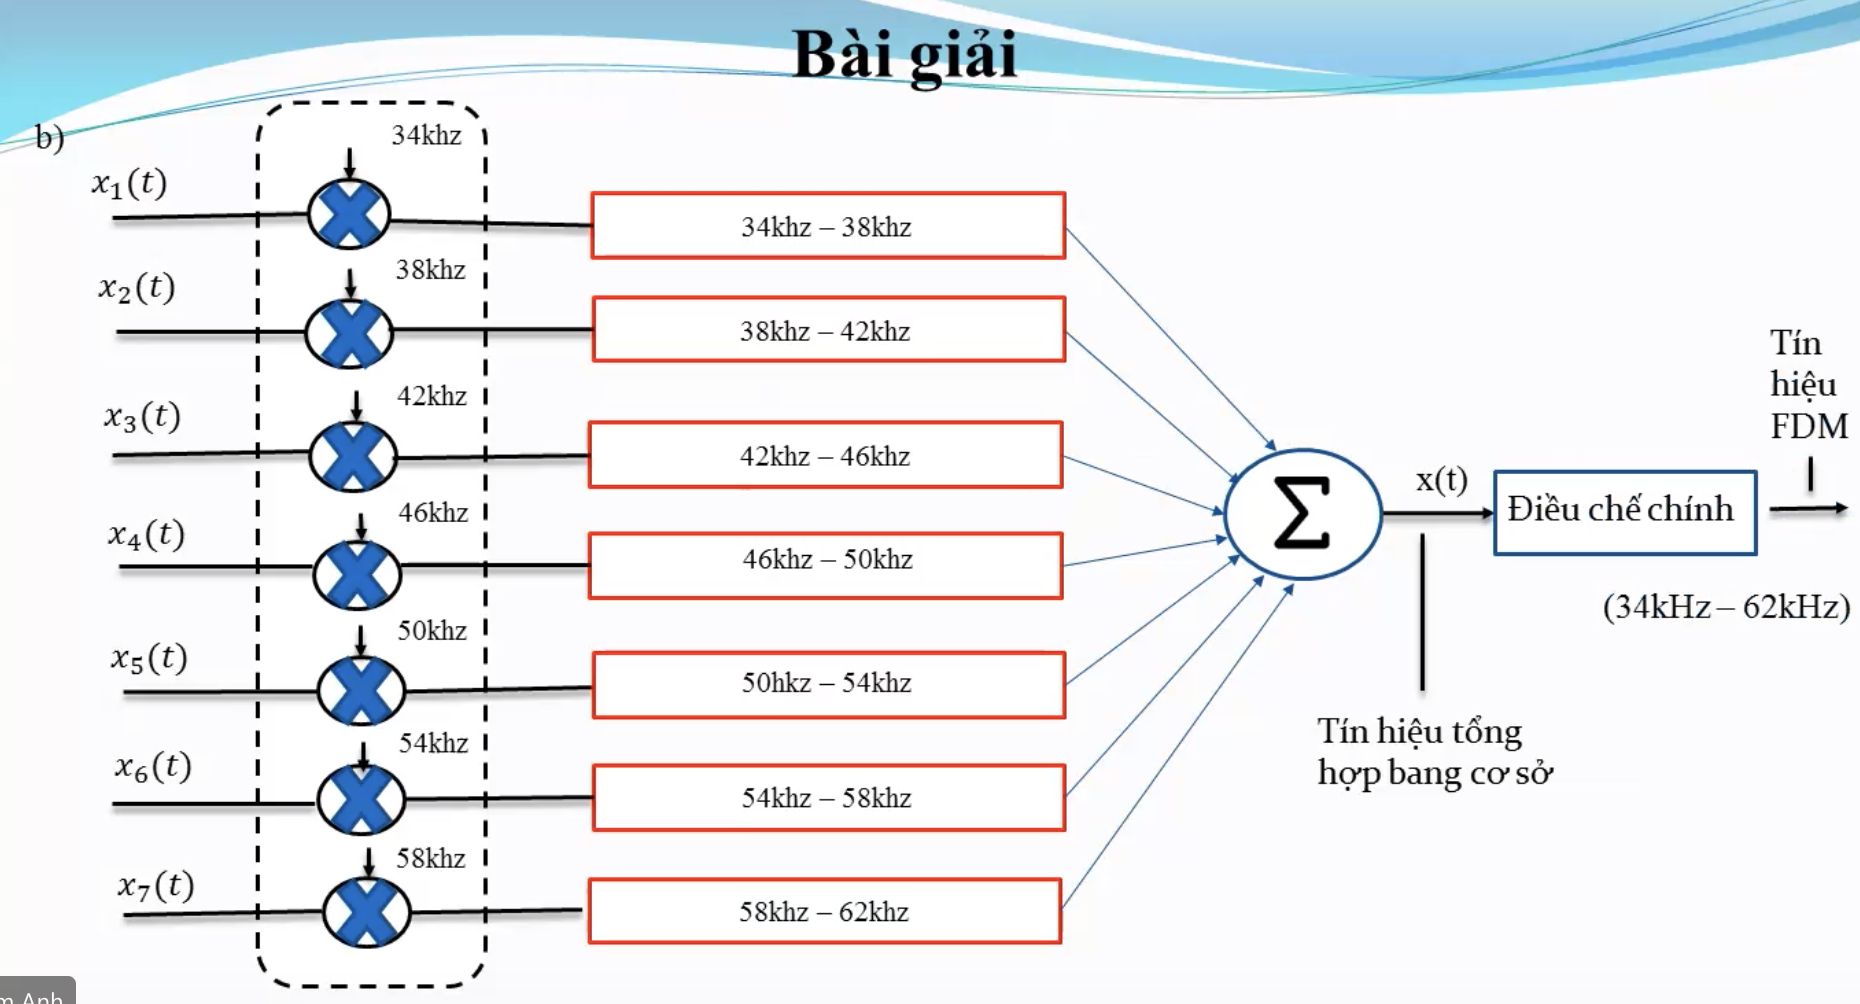 Bài giải
b)
34khz
x₁(t)
34khz – 38khz
38khz
x₂(t)
38khz – 42khz
42khz
x₃(t)
42khz – 46khz
46khz
x₄(t)
46khz – 50khz
50khz
x₅(t)
50hkz – 54khz
54khz
x₆(t)
54khz – 58khz
58khz
x₇(t)
58khz – 62khz
Σ
x(t)
Điều chế chính
Tín
hiệu
FDM
(34kHz – 62kHz)
Tín hiệu tổng
hợp bang cơ sở
m Anh